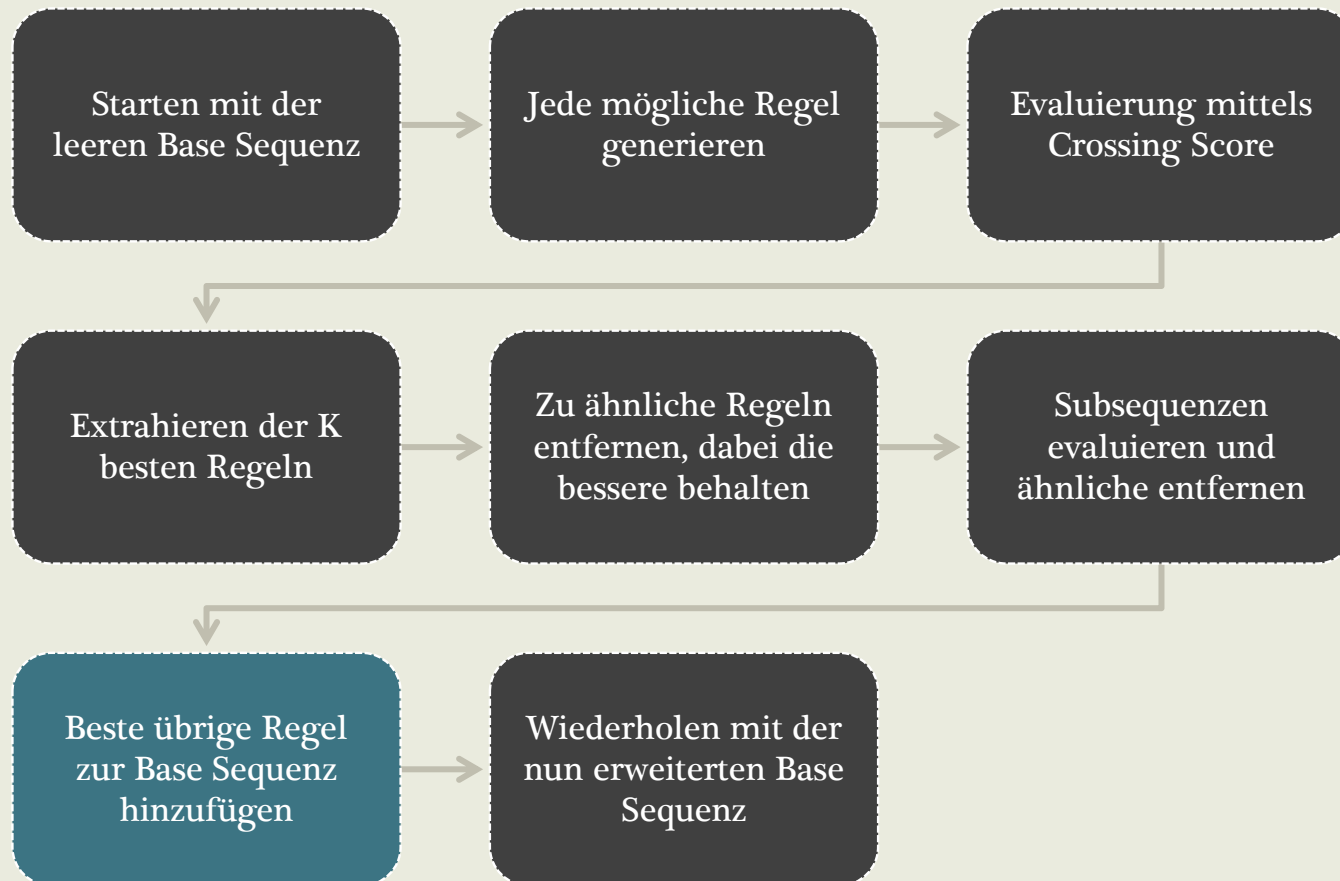 Starten mit der
leeren Base Sequenz
Jede mögliche Regel
generieren
Evaluierung mittels
Crossing Score
Extrahieren der K
besten Regeln
Zu ähnliche Regeln
entfernen, dabei die
bessere behalten
Subsequenzen
evaluieren und
ähnliche entfernen
Beste übrige Regel
zur Base Sequenz
hinzufügen
Wiederholen mit der
nun erweiterten Base
Sequenz